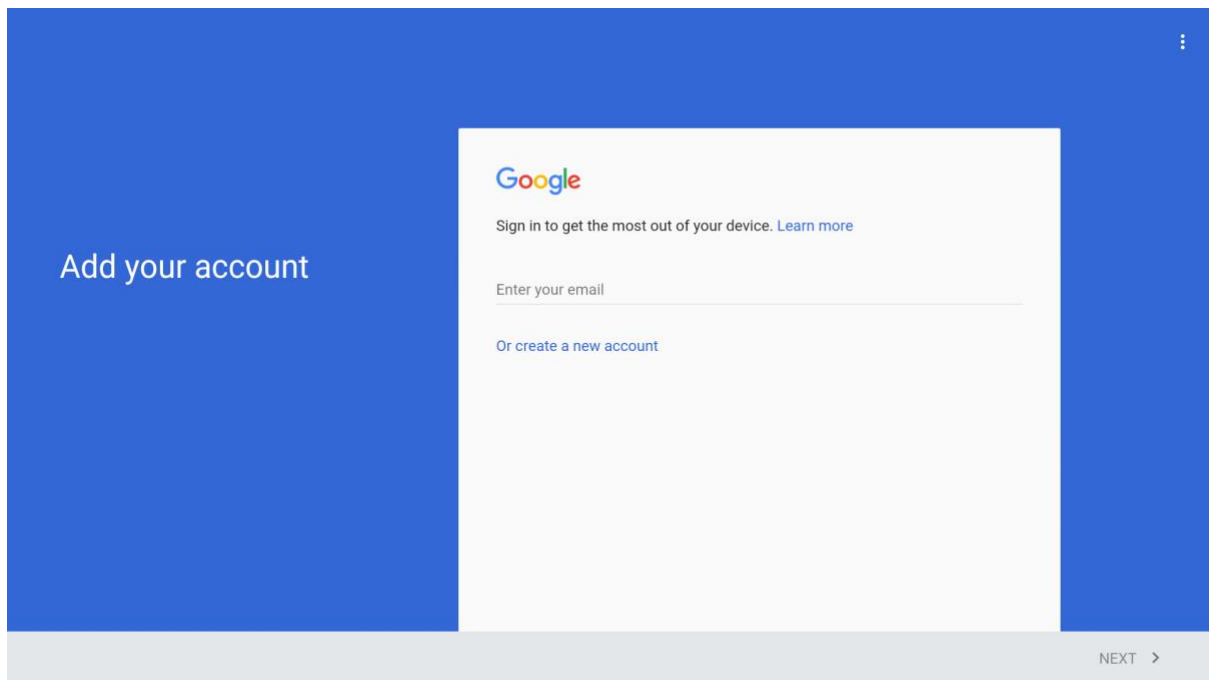 Add your account
Google
Sign in to get the most out of your device. Learn more
Enter your email
Or create a new account
NEXT